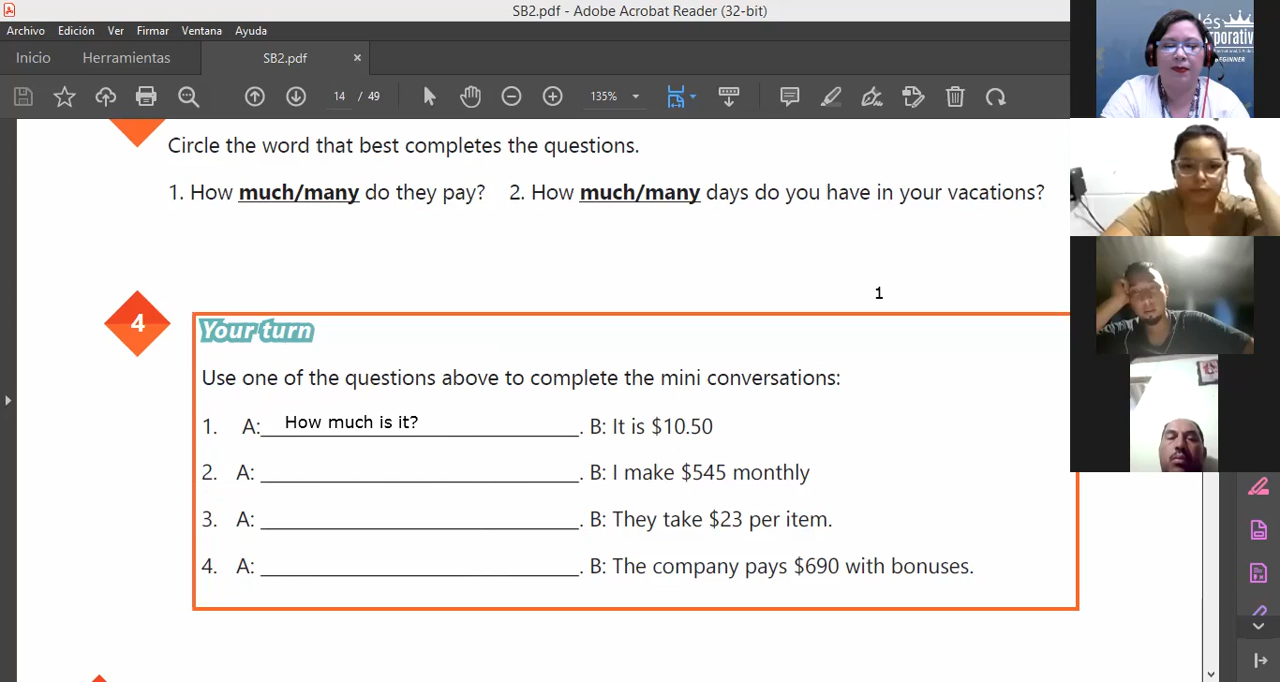 SB2.pdf - Adobe Acrobat Reader (32-bit)
Archivo Edición Ver Firmar Ventana Ayuda
Inicio Herramientas SB2.pdf ×
14 / 49 135%
Circle the word that best completes the questions.
1. How much/many do they pay? 2. How much/many days do you have in your vacations?
1
4
Your turn
Use one of the questions above to complete the mini conversations:
1. A: How much is it? . B: It is $10.50
2. A: ______________________________. B: I make $545 monthly
3. A: ______________________________. B: They take $23 per item.
4. A: ______________________________. B: The company pays $690 with bonuses.